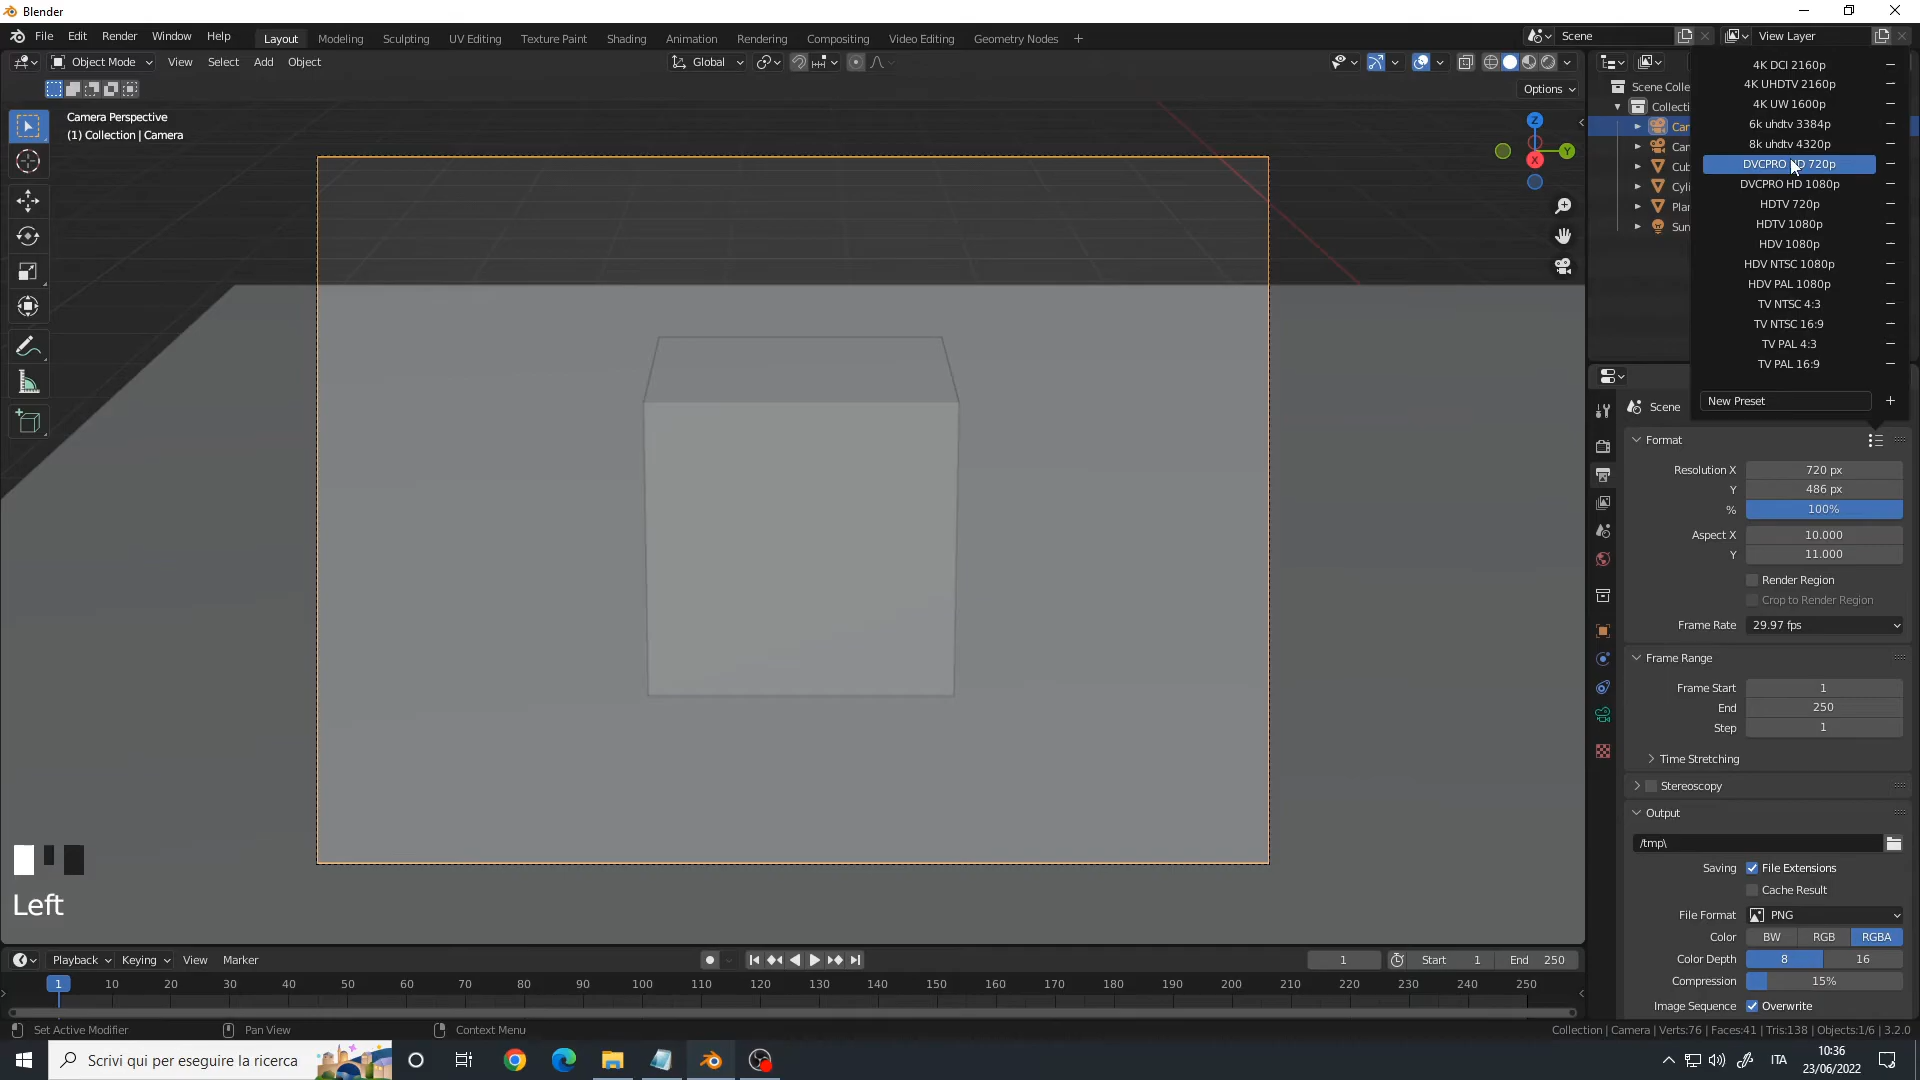 Blender
File Edit Render Window Help
Layout Modeling Sculpting UV Editing Texture Paint Shading Animation Rendering Compositing Video Editing Geometry Nodes +
Scene
View Layer
Object Mode View Select Add Object
Global
Options
Camera Perspective
(1) Collection | Camera
Z
Y
X
Scene Colle
Collecti
Car
Car
Cub
Cyli
Plar
Sun
4K DCI 2160p
4K UHDTV 2160p
4K UW 1600p
6k uhdtv 3384p
8k uhdtv 4320p
DVCPRO HD 720p
DVCPRO HD 1080p
HDTV 720p
HDTV 1080p
HDV 1080p
HDV NTSC 1080p
HDV PAL 1080p
TV NTSC 4:3
TV NTSC 16:9
TV PAL 4:3
TV PAL 16:9
New Preset
Scene
Format
Resolution X 720 px
Y 486 px
% 100%
Aspect X 10.000
Y 11.000
Render Region
Crop to Render Region
Frame Rate 29.97 fps
Frame Range
Frame Start 1
End 250
Step 1
Time Stretching
Stereoscopy
Output
/tmp\
Saving File Extensions
Cache Result
File Format PNG
Color BW RGB RGBA
Color Depth 8 16
Compression 15%
Image Sequence Overwrite
Left
Playback Keying View Marker
1 Start 1 End 250
1 10 20 30 40 50 60 70 80 90 100 110 120 130 140 150 160 170 180 190 200 210 220 230 240 250
Set Active Modifier Pan View Context Menu
Collection | Camera | Verts:76 | Faces:41 | Tris:138 | Objects:1/6 | 3.2.0
Scrivi qui per eseguire la ricerca
ITA
10:36
23/06/2022